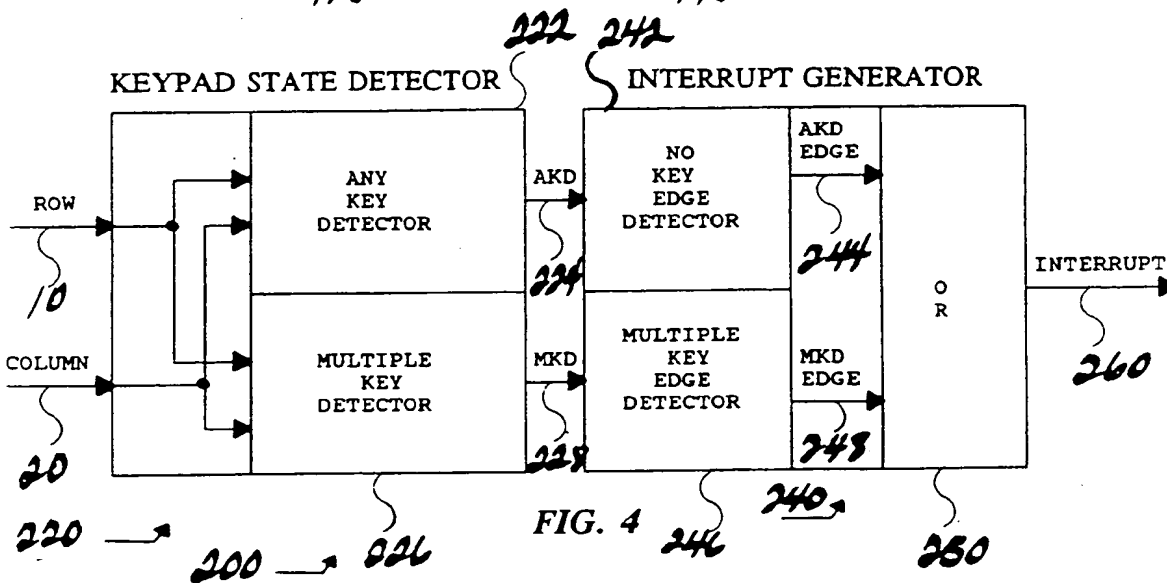 222 242
KEYPAD STATE DETECTOR INTERRUPT GENERATOR
ROW
10
COLUMN
20
ANY
KEY
DETECTOR
MULTIPLE
KEY
DETECTOR
AKD
224
MKD
228
NO
KEY
EDGE
DETECTOR
MULTIPLE
KEY
EDGE
DETECTOR
AKD
EDGE
244
MKD
EDGE
248
O
R
INTERRUPT
260
220
200
226
FIG. 4
246
240
250